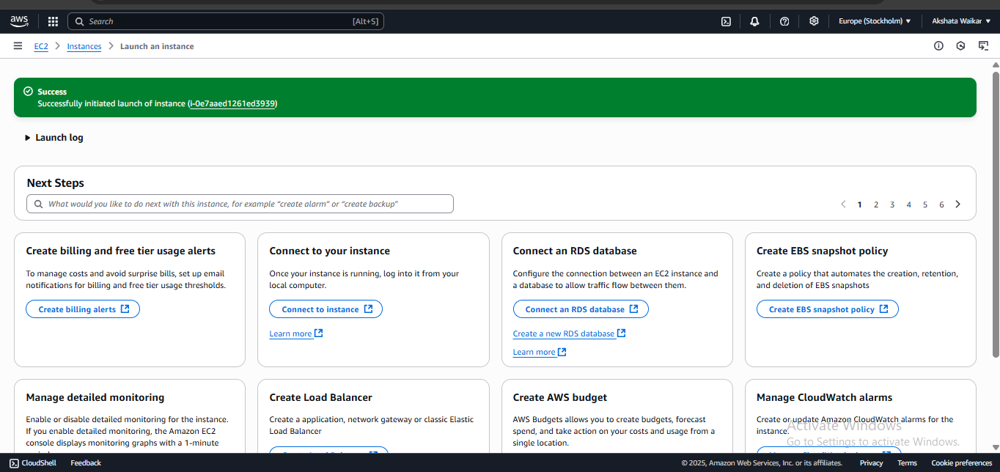 aws
Search [Alt+S]
Europe (Stockholm) ▼
Akshata Waikar ▼
EC2 > Instances > Launch an instance
Success
Successfully initiated launch of instance (i-0e7aaed1261ed3939)
Launch log
Next Steps
What would you like to do next with this instance, for example “create alarm” or “create backup”
1 2 3 4 5 6
Create billing and free tier usage alerts
To manage costs and avoid surprise bills, set up email
notifications for billing and free tier usage thresholds.
Create billing alerts
Connect to your instance
Once your instance is running, log into it from your
local computer.
Connect to instance
Learn more
Connect an RDS database
Configure the connection between an EC2 instance and
a database to allow traffic flow between them.
Connect an RDS database
Create a new RDS database
Learn more
Create EBS snapshot policy
Create a policy that automates the creation, retention,
and deletion of EBS snapshots
Create EBS snapshot policy
Manage detailed monitoring
Enable or disable detailed monitoring for the instance.
If you enable detailed monitoring, the Amazon EC2
console displays monitoring graphs with a 1-minute
Create Load Balancer
Create a application, network gateway or classic Elastic
Load Balancer
Create AWS budget
AWS Budgets allows you to create budgets, forecast
spend, and take action on your costs and usage from a
single location.
Manage CloudWatch alarms
Create or update Amazon CloudWatch alarms for the
instance.
Activate Windows
Go to Settings to activate Windows.
CloudShell
Feedback
© 2025, Amazon Web Services, Inc. or its affiliates.
Privacy
Terms
Cookie preferences